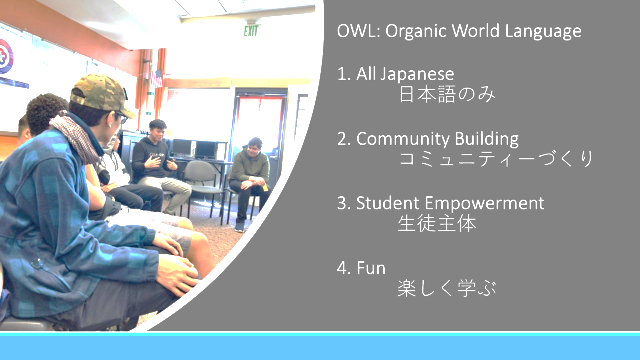 EXIT
OWL: Organic World Language
1. All Japanese
日本語のみ
2. Community Building
コミュニティーづくり
3. Student Empowerment
生徒主体
4. Fun
楽しく学ぶ